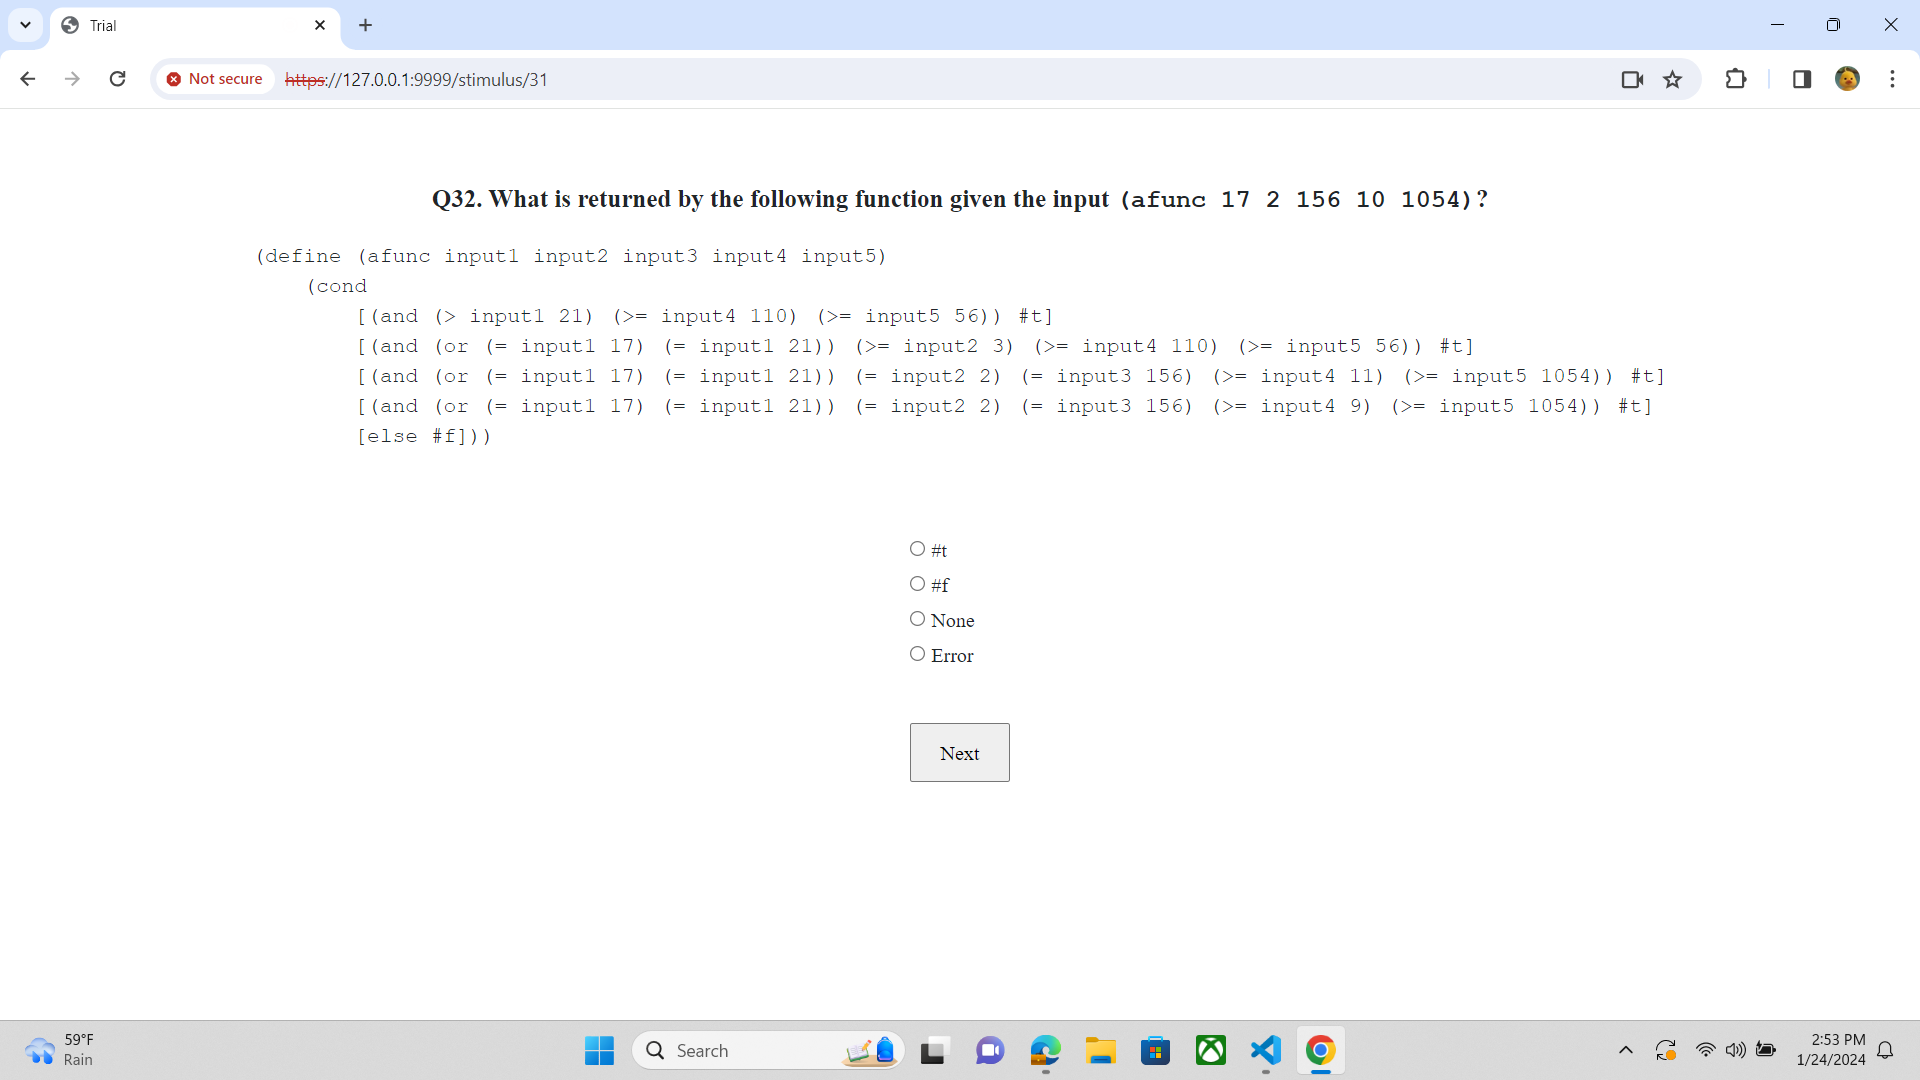 Trial
Not secure https://127.0.0.1:9999/stimulus/31
Q32. What is returned by the following function given the input (afunc 17 2 156 10 1054)?
(define (afunc input1 input2 input3 input4 input5)
(cond
[(and (> input1 21) (>= input4 110) (>= input5 56)) #t]
[(and (or (= input1 17) (= input1 21)) (>= input2 3) (>= input4 110) (>= input5 56)) #t]
[(and (or (= input1 17) (= input1 21)) (= input2 2) (= input3 156) (>= input4 11) (>= input5 1054)) #t]
[(and (or (= input1 17) (= input1 21)) (= input2 2) (= input3 156) (>= input4 9) (>= input5 1054)) #t]
[else #f]))
#t
#f
None
Error
Next
59°F
Rain
Search
2:53 PM
1/24/2024